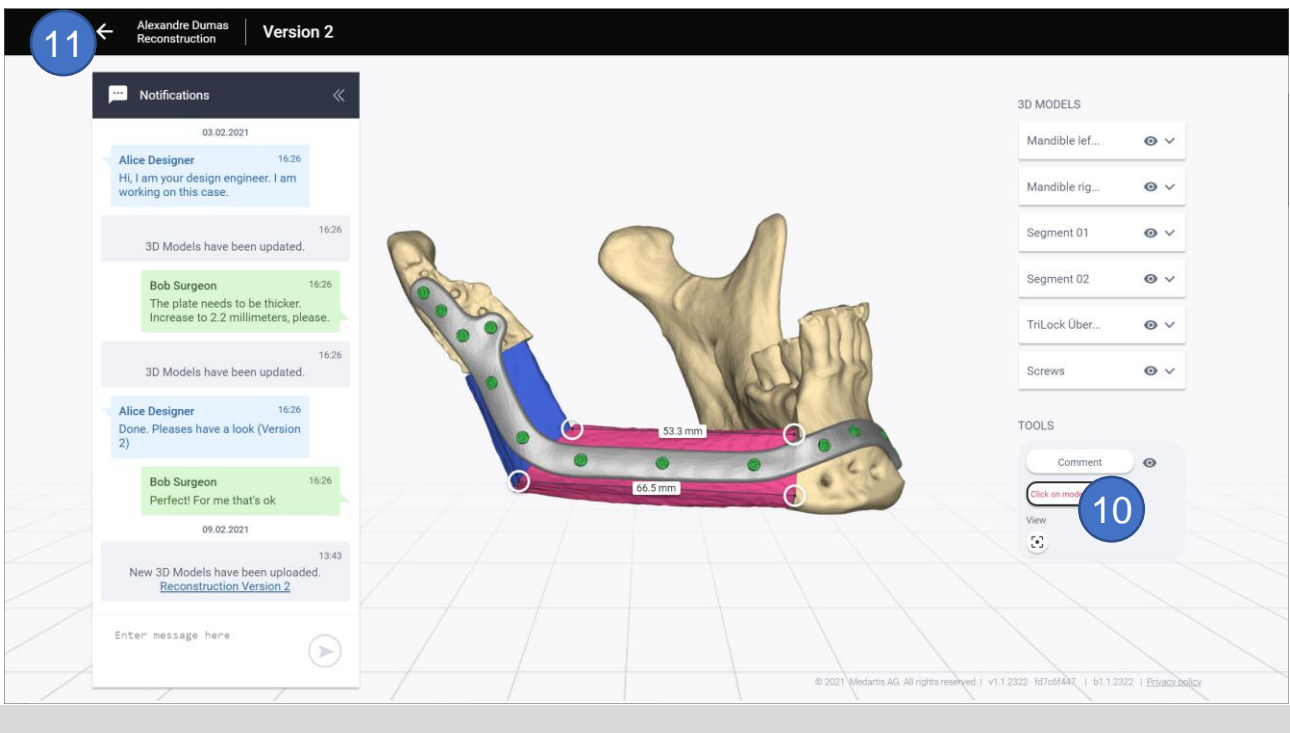 11
Alexandre Dumas
Reconstruction
Version 2
Notifications
03.02.2021
Alice Designer 16:26
Hi, I am your design engineer. I am
working on this case.
16:26
3D Models have been updated.
Bob Surgeon 16:26
The plate needs to be thicker.
Increase to 2.2 millimeters, please.
16:26
3D Models have been updated.
Alice Designer 16:26
Done. Pleases have a look (Version
2)
Bob Surgeon 16:26
Perfect! For me that's ok
09.02.2021
13:43
New 3D Models have been uploaded.
Reconstruction Version 2
Enter message here
53.3 mm
66.5 mm
3D MODELS
Mandible lef...
Mandible rig...
Segment 01
Segment 02
TriLock Über...
Screws
TOOLS
Comment
Click on mode
10
View
© 2021 Medartis AG. All rights reserved. | v1.1.2322 fd7c6f447 | b1.1.2322 | Privacy policy